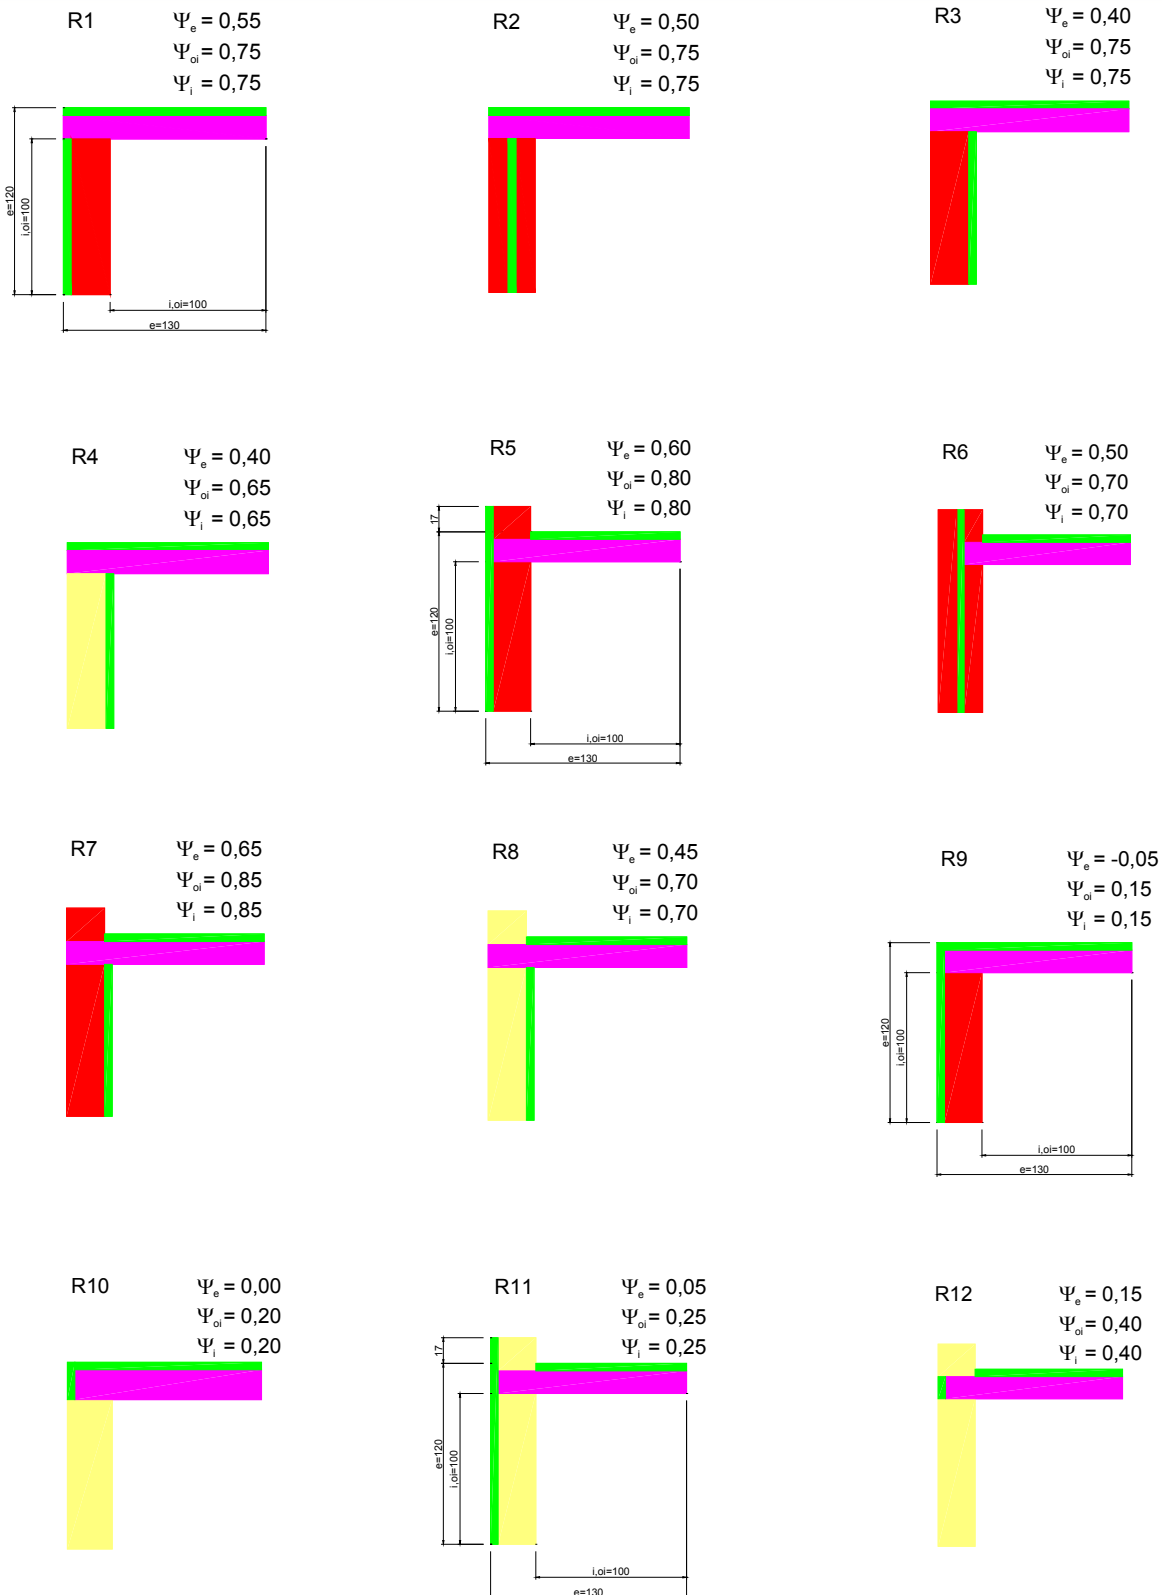 R1
Ψe = 0,55
Ψoi = 0,75
Ψi = 0,75
e=120
i,oi=100
i,oi=100
e=130
R2
Ψe = 0,50
Ψoi = 0,75
Ψi = 0,75
R3
Ψe = 0,40
Ψoi = 0,75
Ψi = 0,75
R4
Ψe = 0,40
Ψoi = 0,65
Ψi = 0,65
R5
Ψe = 0,60
Ψoi = 0,80
Ψi = 0,80
17
e=120
i,oi=100
i,oi=100
e=130
R6
Ψe = 0,50
Ψoi = 0,70
Ψi = 0,70
R7
Ψe = 0,65
Ψoi = 0,85
Ψi = 0,85
R8
Ψe = 0,45
Ψoi = 0,70
Ψi = 0,70
R9
Ψe = -0,05
Ψoi = 0,15
Ψi = 0,15
e=120
i,oi=100
i,oi=100
e=130
R10
Ψe = 0,00
Ψoi = 0,20
Ψi = 0,20
R11
Ψe = 0,05
Ψoi = 0,25
Ψi = 0,25
17
e=120
i,oi=100
i,oi=100
e=130
R12
Ψe = 0,15
Ψoi = 0,40
Ψi = 0,40